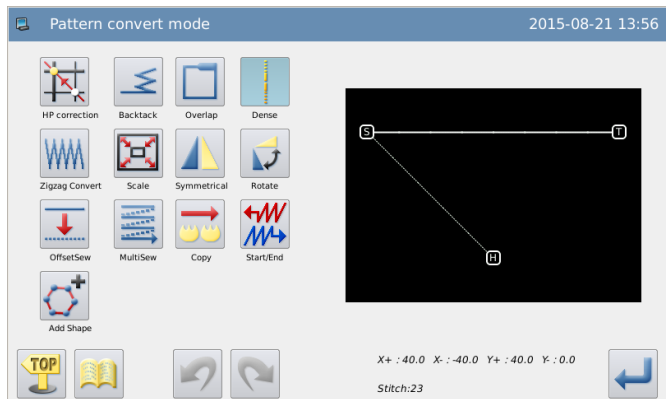 Pattern convert mode 2015-08-21 13:56
HP correction Backtack Overlap Dense
Zigzag Convert Scale Symmetrical Rotate
OffsetSew MultiSew Copy Start/End
Add Shape
S T
H
TOP
X+ : 40.0 X- : -40.0 Y+ : 40.0 Y- : 0.0
Stitch:23